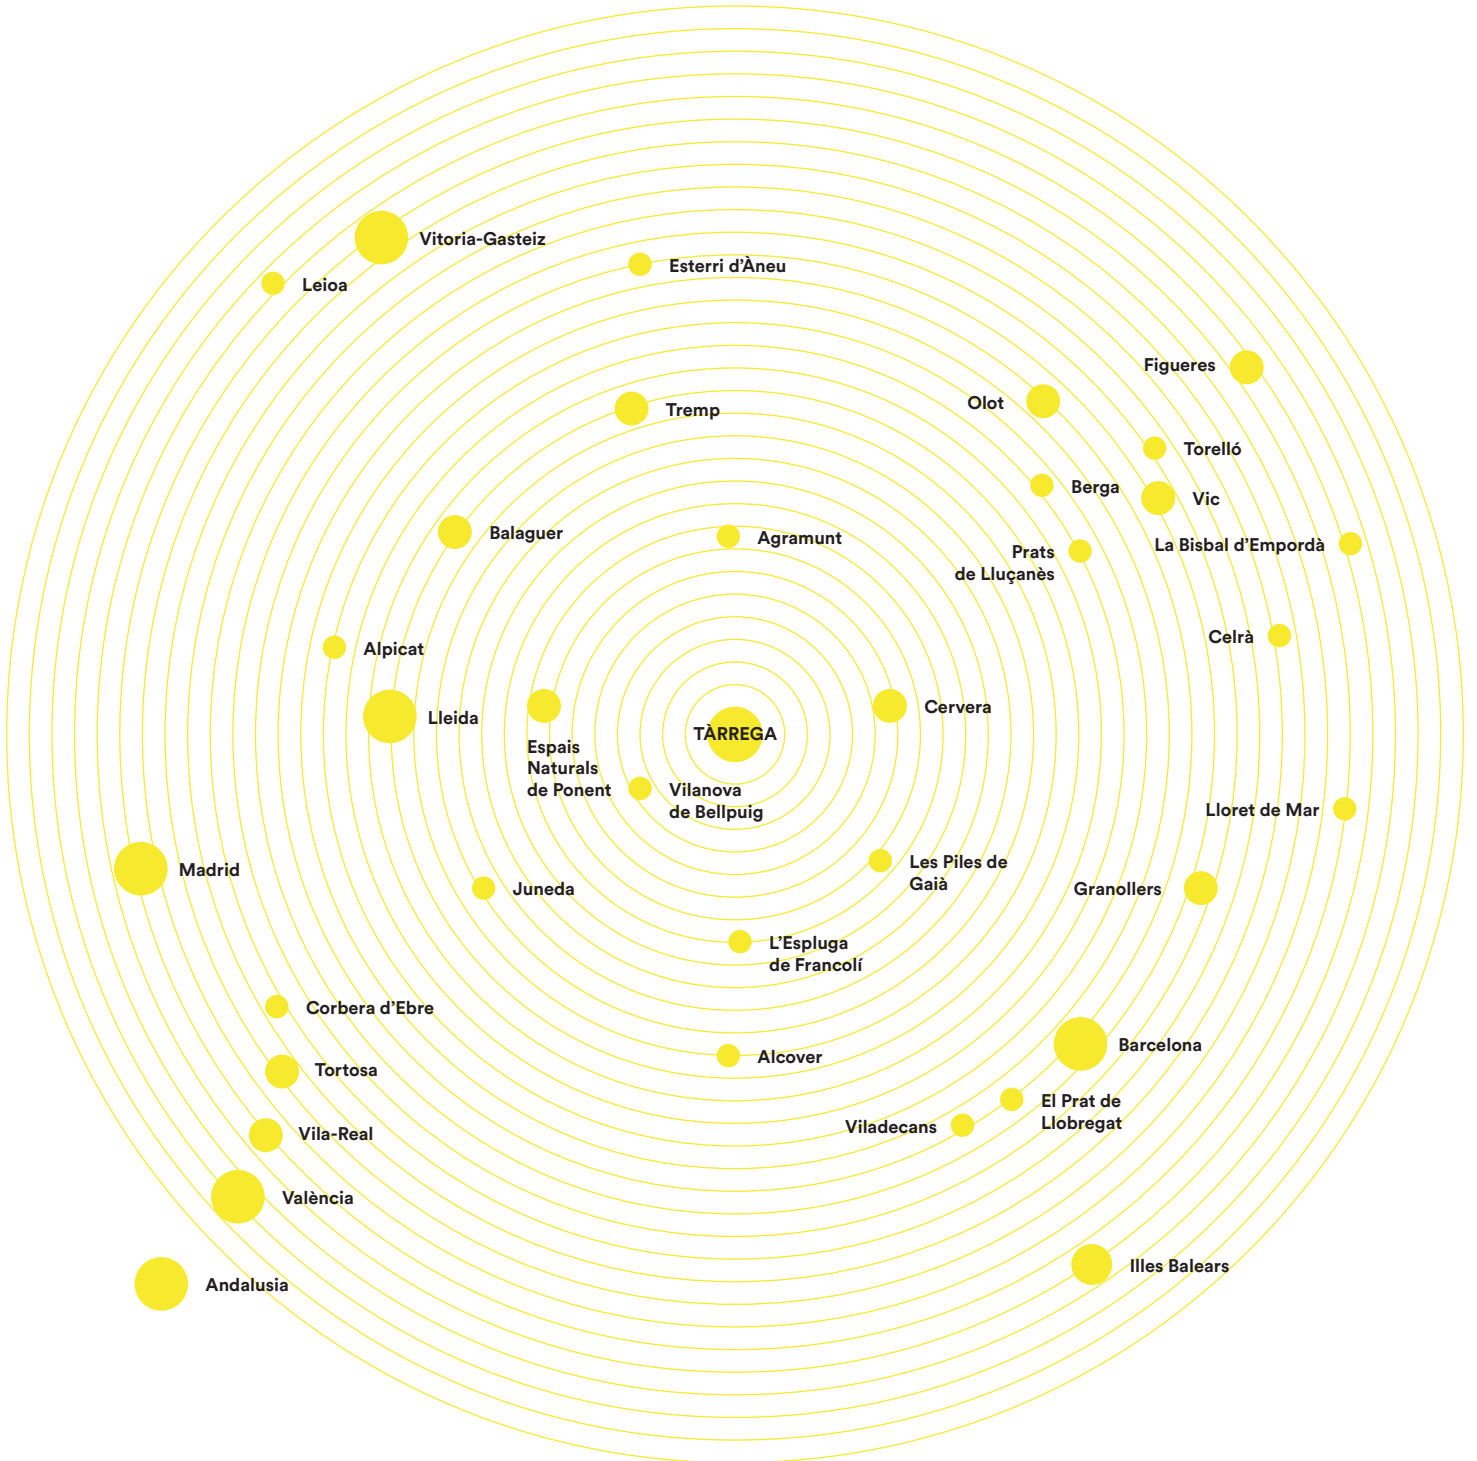 Vitoria-Gasteiz
Esterri d’Àneu
Leioa
Figueres
Olot
Tremp
Torelló
Berga
Vic
Balaguer
Agramunt
La Bisbal d’Empordà
Prats
de Lluçanès
Celrà
Alpicat
Cervera
Lleida
TÀRREGA
Espais
Naturals
de Ponent
Vilanova
de Bellpuig
Lloret de Mar
Les Piles de
Gaià
Madrid
Juneda
Granollers
L’Espluga
de Francolí
Corbera d’Ebre
Barcelona
Alcover
Tortosa
El Prat de
Llobregat
Viladecans
Vila-Real
València
Illes Balears
Andalusia